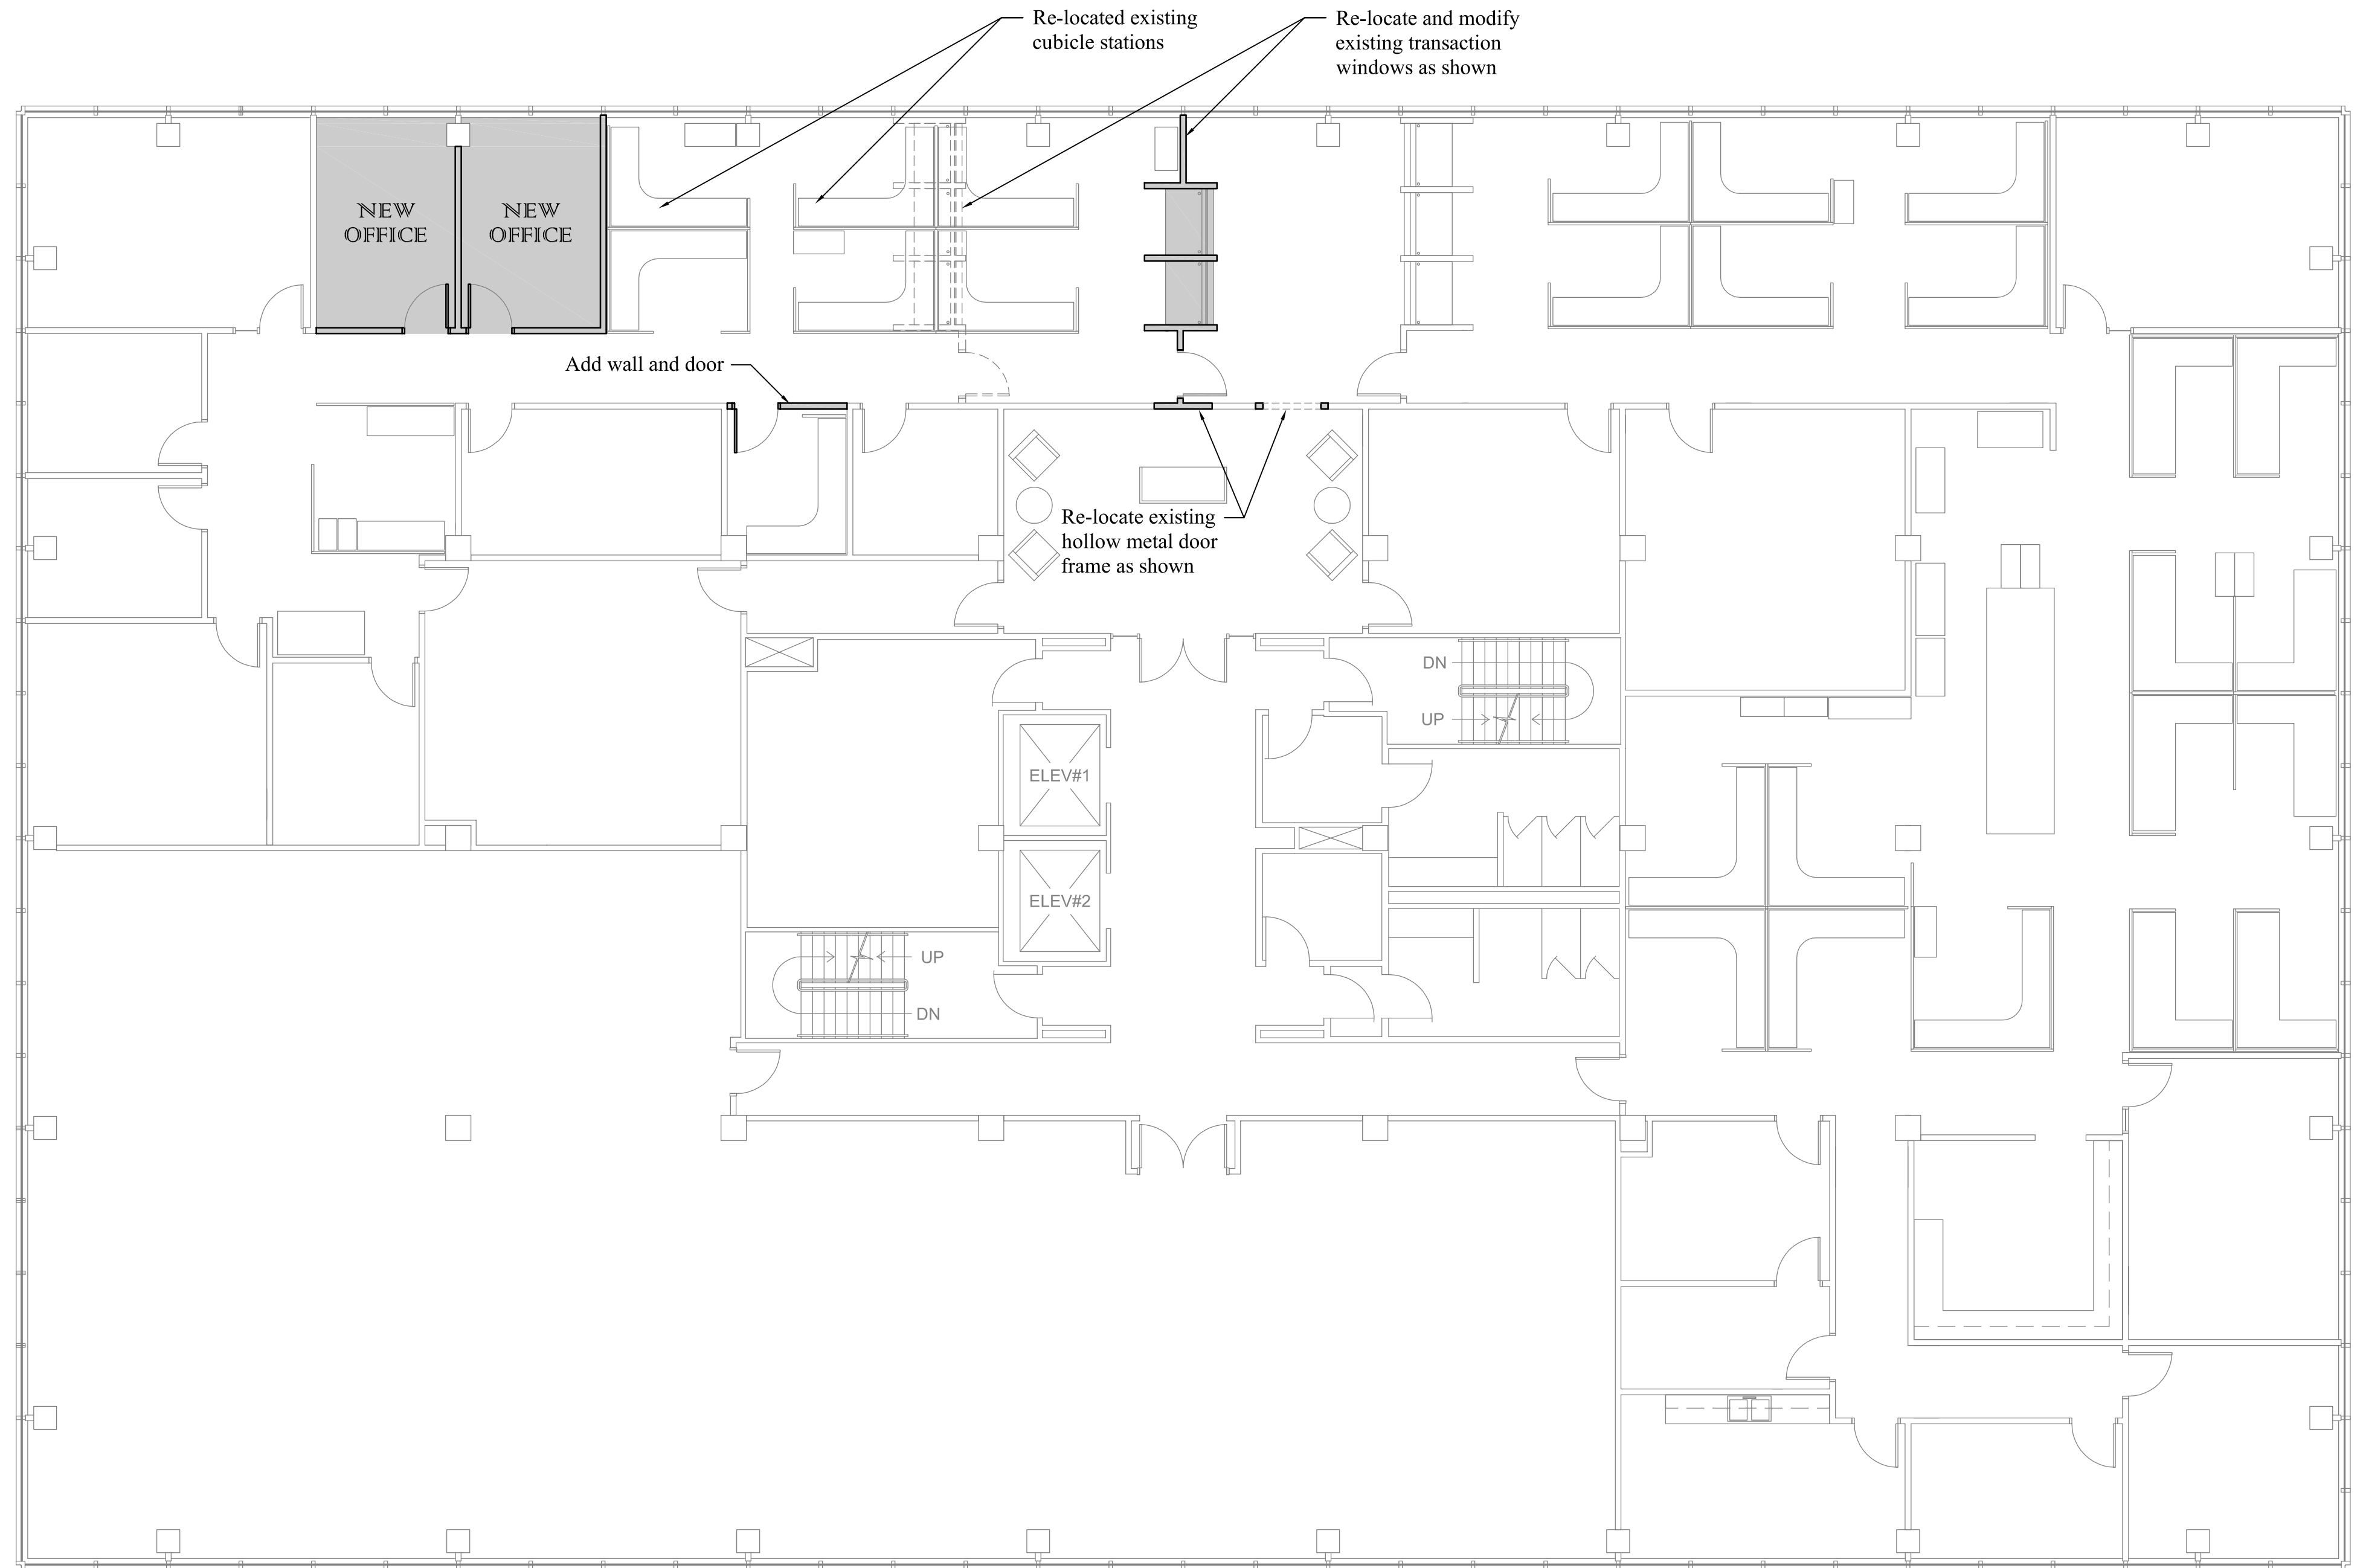 Re-located existing
cubicle stations
Re-locate and modify
existing transaction
windows as shown
NEW
OFFICE
NEW
OFFICE
Add wall and door
Re-locate existing
hollow metal door
frame as shown
DN
UP
ELEV#1
ELEV#2
UP
DN